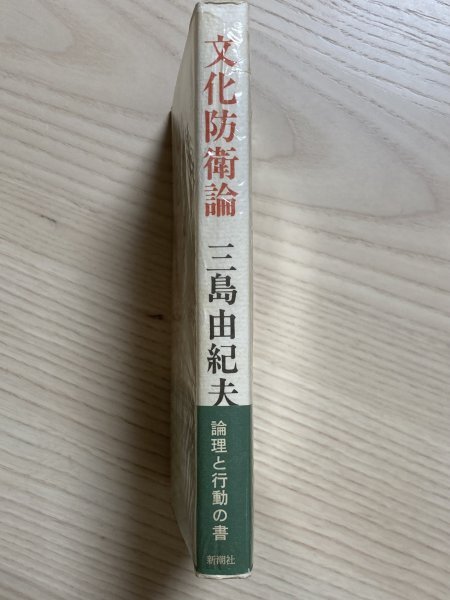 文化防衛論
三島由紀夫
論理と行動の書
新潮社